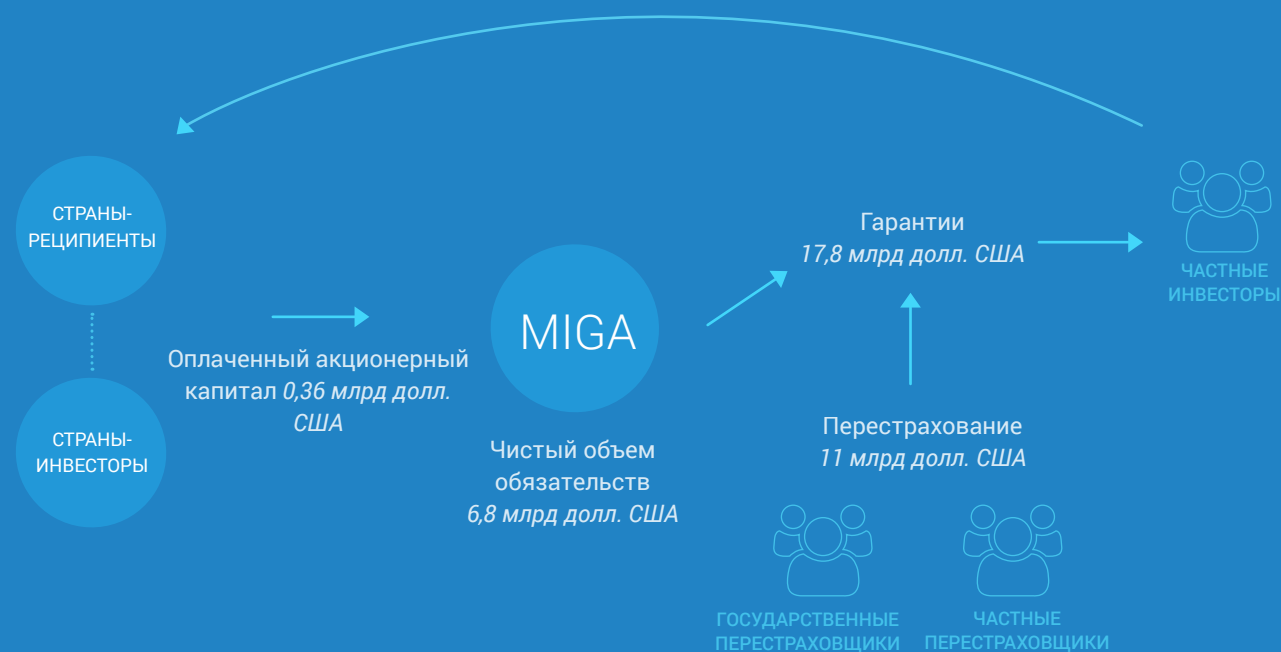 СТРАНЫ-
РЕЦИПИЕНТЫ
СТРАНЫ-
ИНВЕСТОРЫ
Оплаченный акционерный
капитал 0,36 млрд долл.
США
MIGA
Чистый объем
обязательств
6,8 млрд долл. США
Гарантии
17,8 млрд долл. США
Перестрахование
11 млрд долл. США
ГОСУДАРСТВЕННЫЕ
ПЕРЕСТРАХОВЩИКИ
ЧАСТНЫЕ
ПЕРЕСТРАХОВЩИКИ
ЧАСТНЫЕ
ИНВЕСТОРЫ